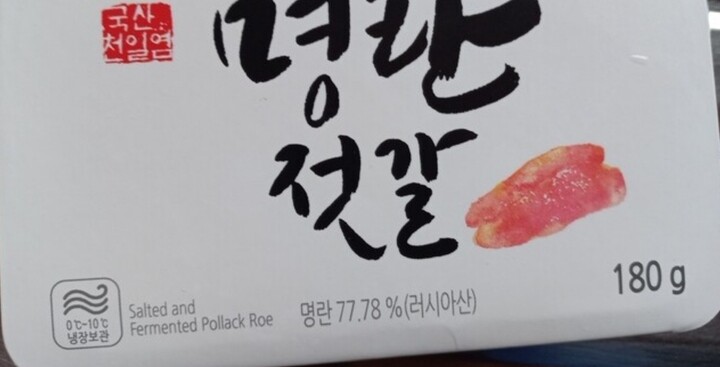 국산
천일염
명란
젓갈
180 g
0℃~10℃
냉장보관
Salted and
Fermented Pollack Roe
명란 77.78 %(러시아산)